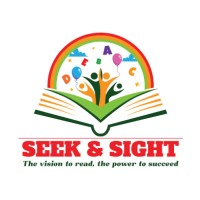 D E B A C
SEEK & SIGHT
The vision to read, the power to succeed